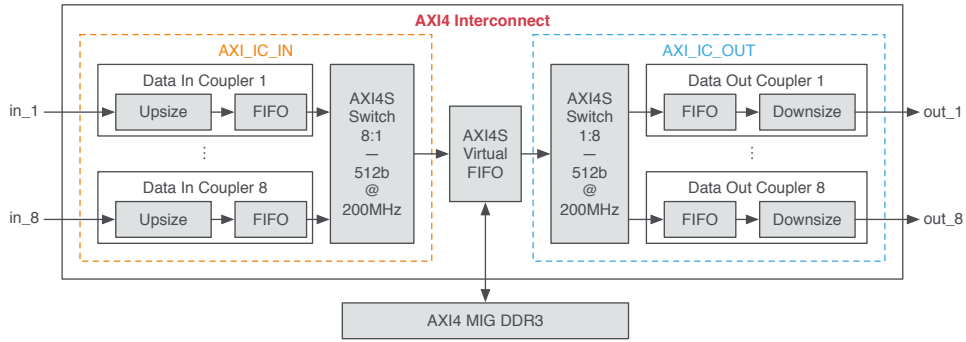 AXI4 Interconnect
AXI_IC_IN
AXI_IC_OUT
Data In Coupler 1
in_1
Upsize
FIFO
⋮
Data In Coupler 8
in_8
Upsize
FIFO
AXI4S
Switch
8:1
—
512b
@
200MHz
AXI4S
Virtual
FIFO
AXI4S
Switch
1:8
—
512b
@
200MHz
Data Out Coupler 1
FIFO
Downsize
out_1
⋮
Data Out Coupler 8
FIFO
Downsize
out_8
AXI4 MIG DDR3